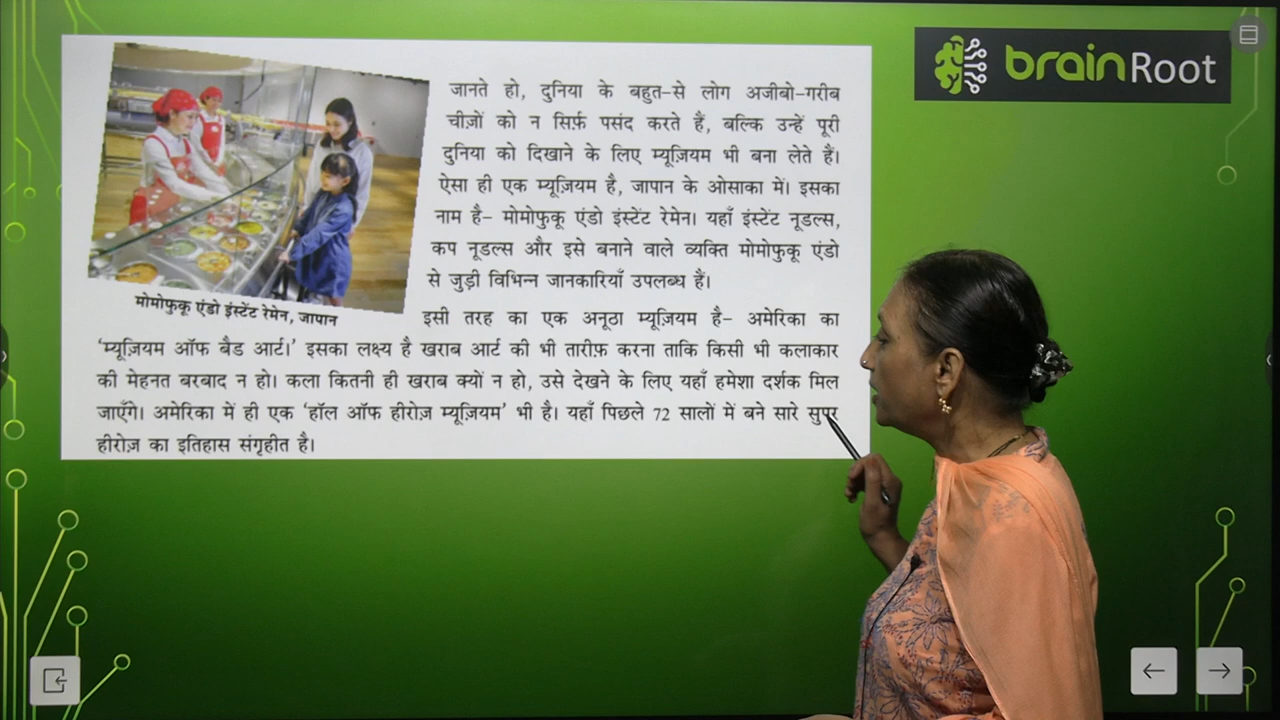 brainRoot
जानते हो, दुनिया के बहुत-से लोग अजीबो-गरीब
चीज़ों को न सिर्फ़ पसंद करते हैं, बल्कि उन्हें पूरी
दुनिया को दिखाने के लिए म्यूज़ियम भी बना लेते हैं।
ऐसा ही एक म्यूज़ियम है, जापान के ओसाका में। इसका
नाम है- मोमोफुकू एंडो इंस्टेंट रेमेन। यहाँ इंस्टेंट नूडल्स,
कप नूडल्स और इसे बनाने वाले व्यक्ति मोमोफुकू एंडो
से जुड़ी विभिन्न जानकारियाँ उपलब्ध हैं।
मोमोफुकू एंडो इंस्टेंट रेमेन, जापान
इसी तरह का एक अनूठा म्यूज़ियम है- अमेरिका का
‘म्यूज़ियम ऑफ बैड आर्ट।’ इसका लक्ष्य है खराब आर्ट की भी तारीफ़ करना ताकि किसी भी कलाकार
की मेहनत बरबाद न हो। कला कितनी ही खराब क्यों न हो, उसे देखने के लिए यहाँ हमेशा दर्शक मिल
जाएँगे। अमेरिका में ही एक ‘हॉल ऑफ हीरोज़ म्यूज़ियम’ भी है। यहाँ पिछले 72 सालों में बने सारे सुपर
हीरोज़ का इतिहास संगृहीत है।